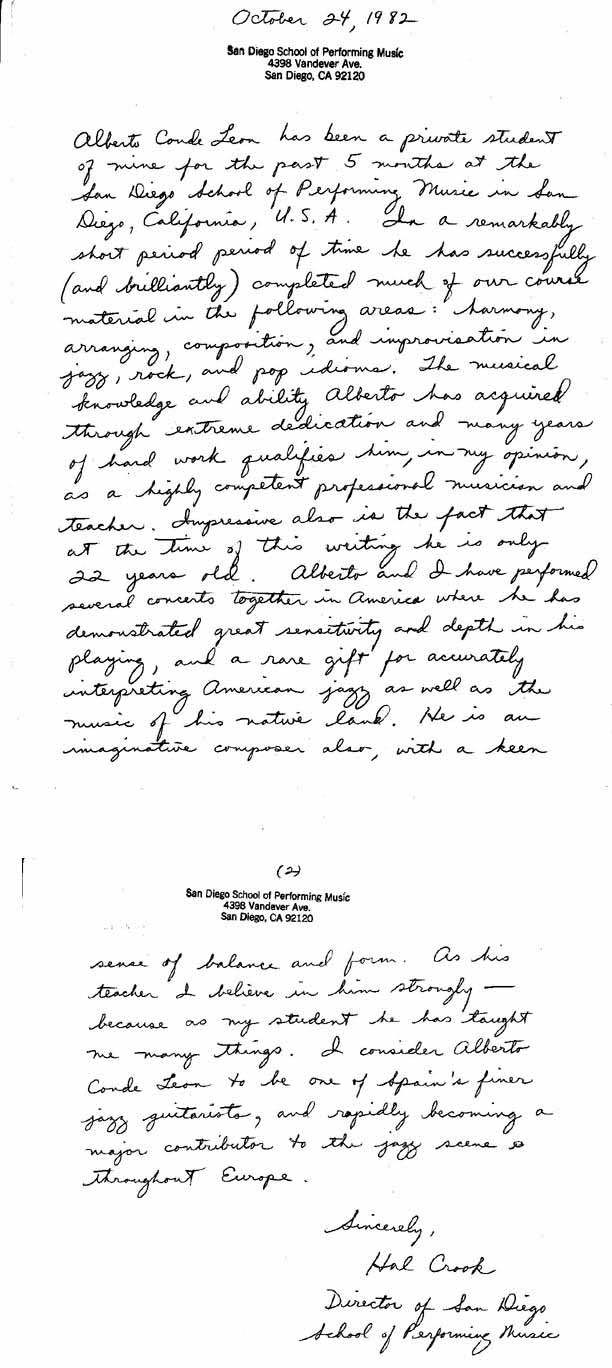 October 24, 1982
San Diego School of Performing Music
4398 Vandever Ave.
San Diego, CA 92120
Alberto Conde Leon has been a private student
of mine for the past 5 months at the
San Diego School of Performing Music in San
Diego, California, U.S.A. In a remarkably
short period period of time he has successfully
(and brilliantly) completed much of our course
material in the following areas: harmony,
arranging, composition, and improvisation in
jazz, rock, and pop idioms. The musical
knowledge and ability Alberto has acquired
through extreme dedication and many years
of hard work qualifies him, in my opinion,
as a highly competent professional musician and
teacher. Impressive also is the fact that
at the time of this writing he is only
22 years old. Alberto and I have performed
several concerts together in America where he has
demonstrated great sensitivity and depth in his
playing, and a rare gift for accurately
interpreting American jazz as well as the
music of his native land. He is an
imaginative composer also, with a keen
(2)
San Diego School of Performing Music
4398 Vandever Ave.
San Diego, CA 92120
sense of balance and form. As his
teacher I believe in him strongly —
because as my student he has taught
me many things. I consider Alberto
Conde Leon to be one of Spain's finer
jazz guitarists, and rapidly becoming a
major contributor to the jazz scene
throughout Europe.
Sincerely,
Hal Crook
Director of San Diego
School of Performing Music